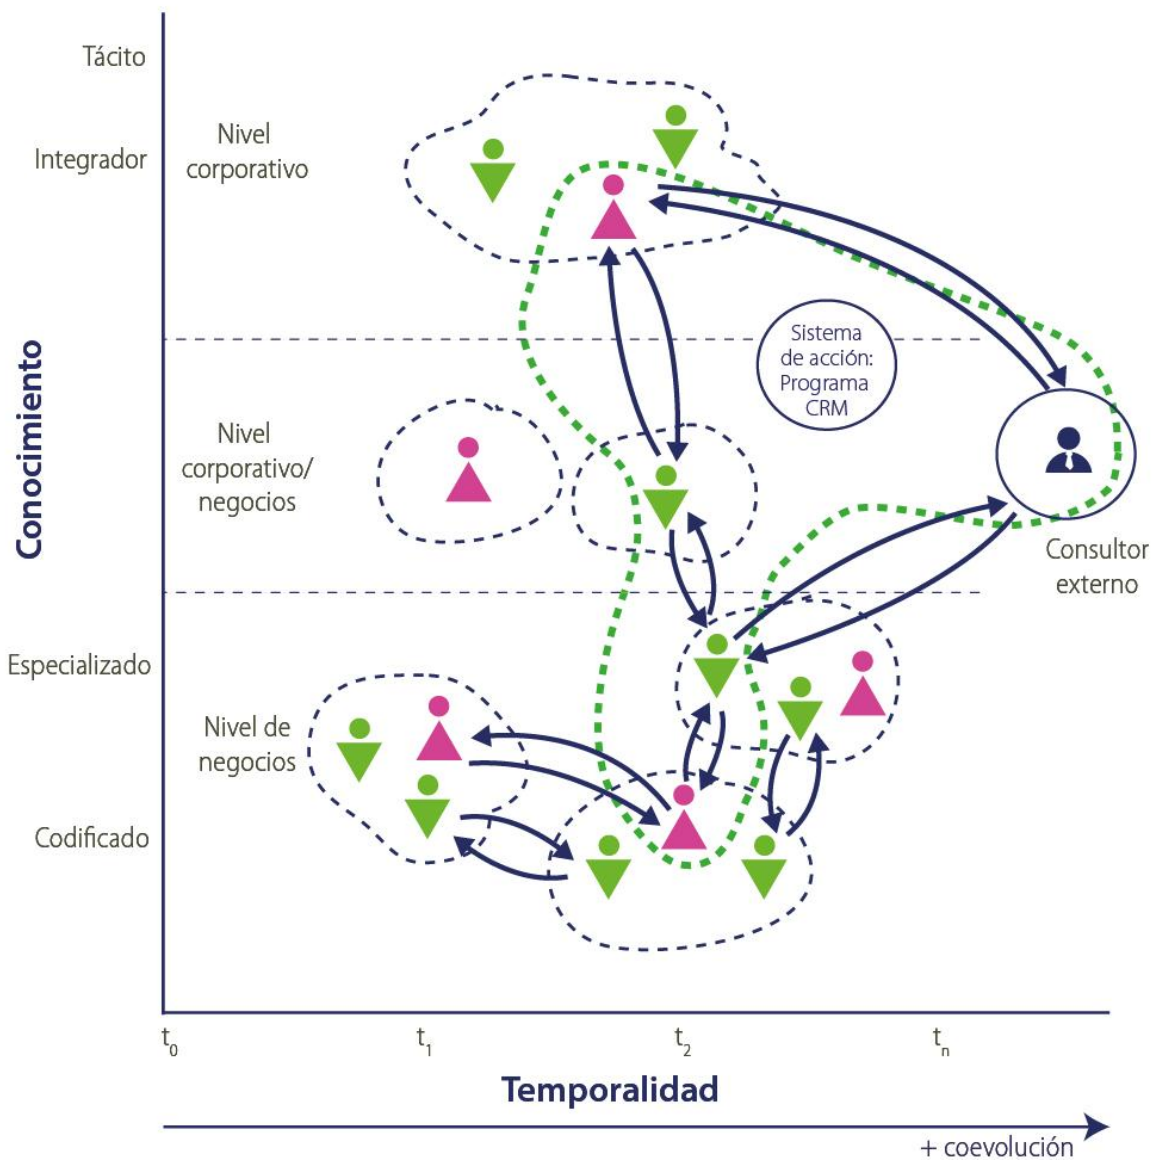 Tácito
Integrador
Nivel
corporativo
Sistema
de acción:
Programa
CRM
Conocimiento
Nivel
corporativo/
negocios
Consultor
externo
Especializado
Nivel de
negocios
Codificado
t0
t1
t2
tn
Temporalidad
+ coevolución